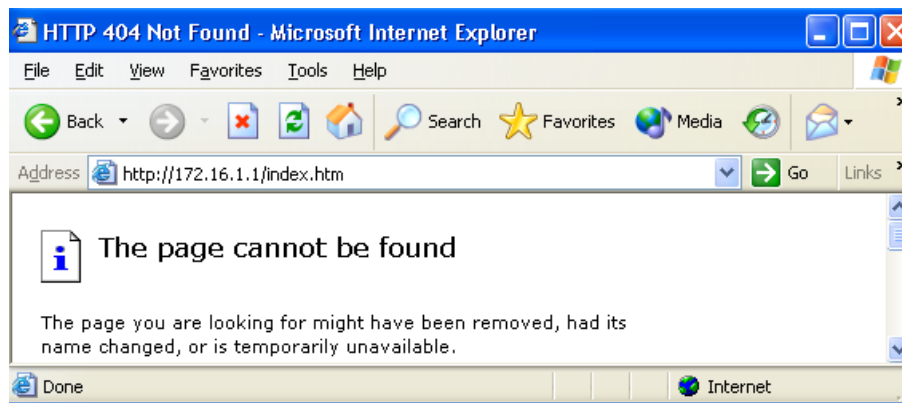 HTTP 404 Not Found - Microsoft Internet Explorer
File Edit View Favorites Tools Help
Back Search Favorites Media
Address http://172.16.1.1/index.htm Go Links
The page cannot be found
The page you are looking for might have been removed, had its
name changed, or is temporarily unavailable.
Done Internet